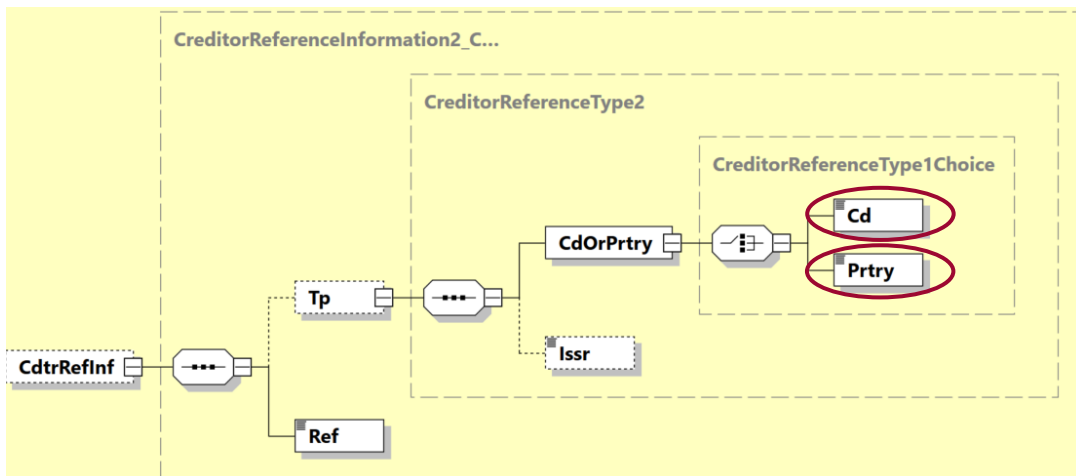 CreditorReferenceInformation2_C...
CreditorReferenceType2
CreditorReferenceType1Choice
Cd
CdOrPrtry
Prtry
Tp
Issr
CdtrRefInf
Ref